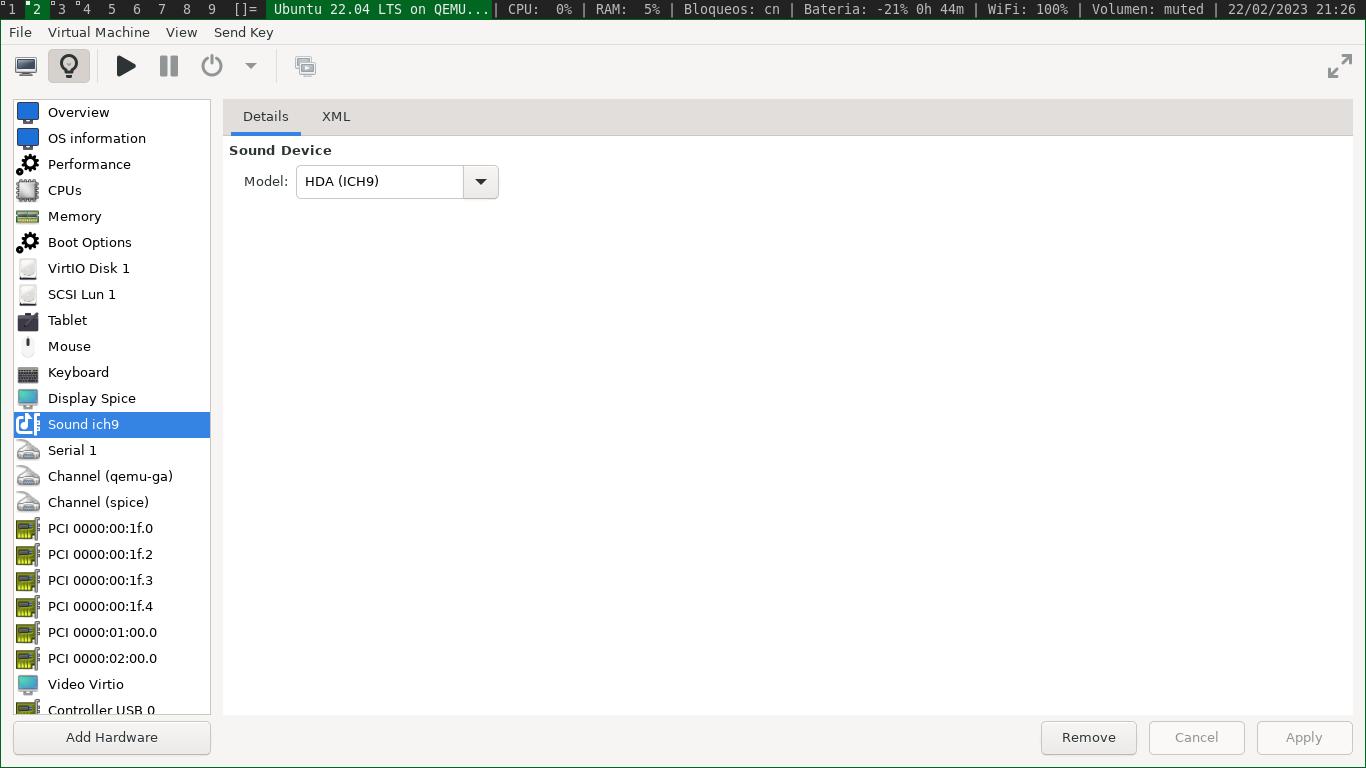 1 2 3 4 5 6 7 8 9 []= Ubuntu 22.04 LTS on QEMU... | CPU: 0% | RAM: 5% | Bloqueos: cn | Bateria: -21% 0h 44m | WiFi: 100% | Volumen: muted | 22/02/2023 21:26
File Virtual Machine View Send Key
Overview
OS information
Performance
CPUs
Memory
Boot Options
VirtIO Disk 1
SCSI Lun 1
Tablet
Mouse
Keyboard
Display Spice
Sound ich9
Serial 1
Channel (qemu-ga)
Channel (spice)
PCI 0000:00:1f.0
PCI 0000:00:1f.2
PCI 0000:00:1f.3
PCI 0000:00:1f.4
PCI 0000:01:00.0
PCI 0000:02:00.0
Video Virtio
Controller USB 0
Add Hardware
Details XML
Sound Device
Model: HDA (ICH9)
Remove Cancel Apply